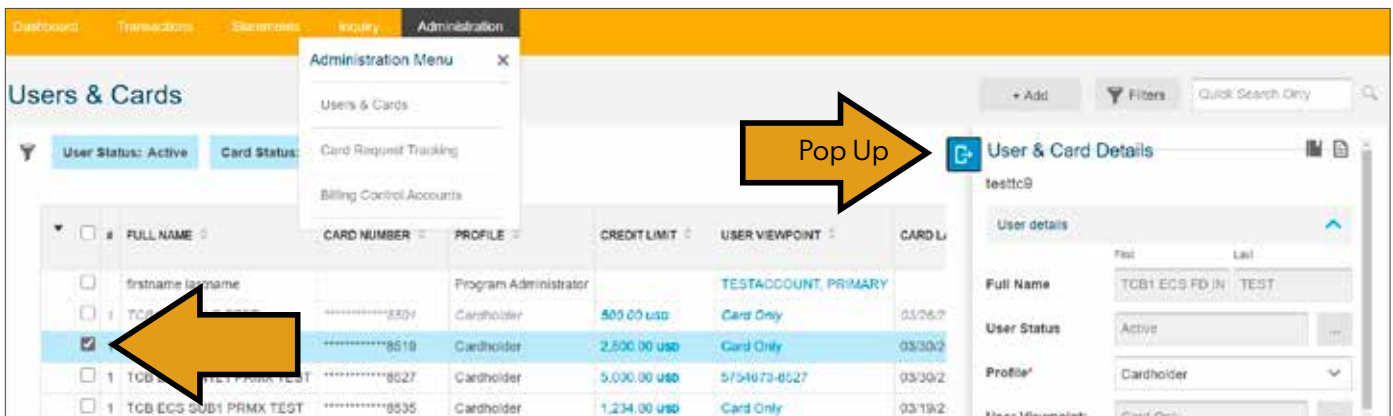 Dashboard Transactions Statements Inquiry Administration
Administration Menu ×
Users & Cards
Users & Cards
+ Add Filters Quick Search Only
Card Request Tracking
User Status: Active Card Status:
Pop Up
User & Card Details
testtc9
Billing Control Accounts
User details
# FULL NAME CARD NUMBER PROFILE CREDIT LIMIT USER VIEWPOINT CARD
First Last
firstname Program Administrator TESTACCOUNT, PRIMARY
Full Name TCB1 ECS FD IN TEST
1 ************8501 Cardholder 500.00 USD Card Only
User Status Active ...
************8519 Cardholder 2,500.00 USD Card Only 03/30/2
1 TCB TEST ************8527 Cardholder 5,000.00 USD 5754673-8527 03/30/2
Profile* Cardholder
1 TCB ECS SUB1 PRMX TEST ************8535 Cardholder 1,234.00 USD Card Only 03/19/2
User Viewpoint: Card Only